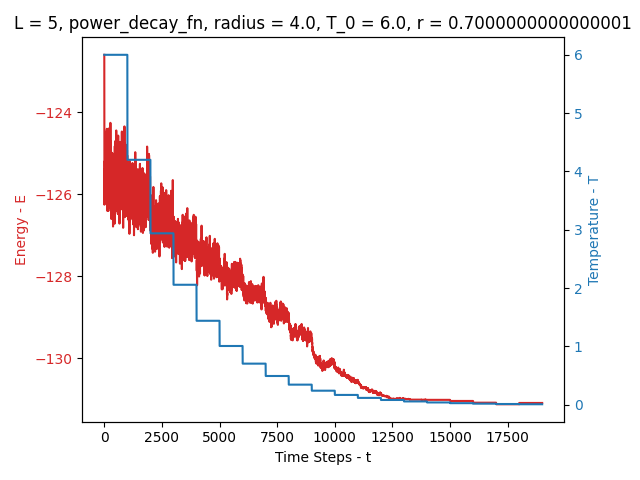 L = 5, power_decay_fn, radius = 4.0, T_0 = 6.0, r = 0.7000000000000001
−124
−126
−128
−130
Energy - E
6
5
4
3
2
1
0
Temperature - T
0 2500 5000 7500 10000 12500 15000 17500
Time Steps - t